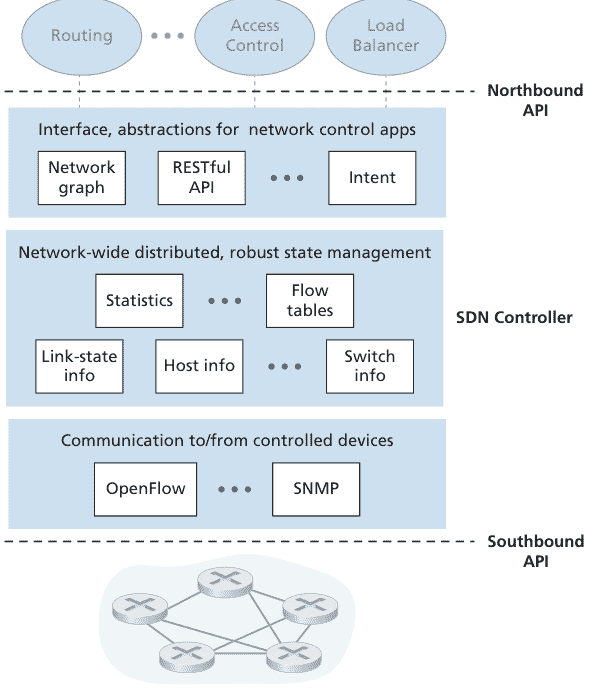 Routing
Access
Control
Load
Balancer
Northbound
API
Interface, abstractions for network control apps
Network
graph
RESTful
API
Intent
Network-wide distributed, robust state management
Statistics
Flow
tables
SDN Controller
Link-state
info
Host info
Switch
info
Communication to/from controlled devices
OpenFlow
SNMP
Southbound
API